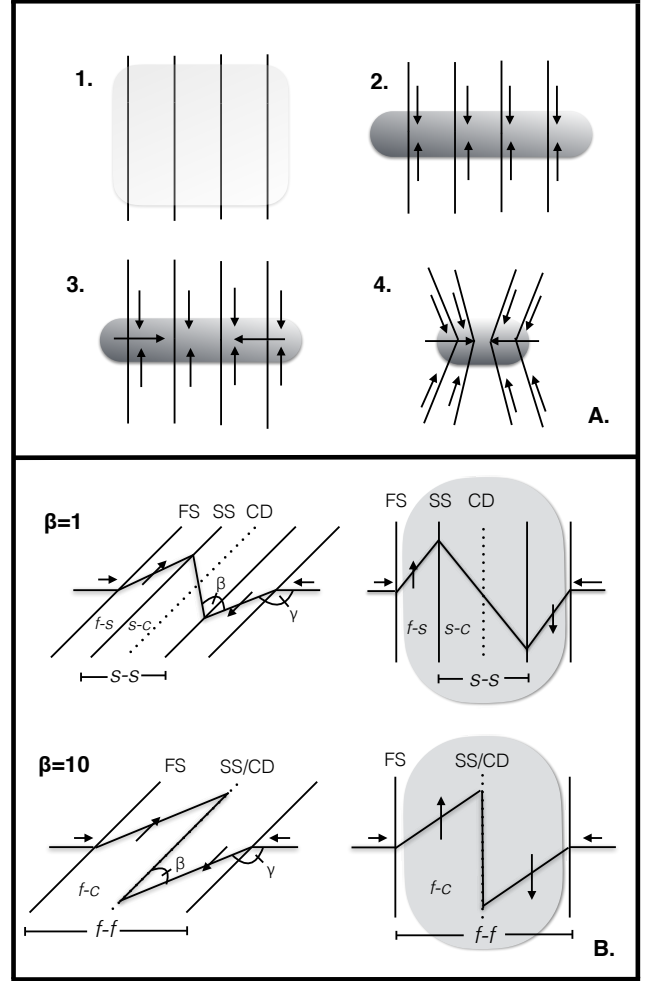 1.
2.
3.
4.
A.
β=1
FS SS CD
β
γ
f-s s-c
s-s
FS SS CD
f-s s-c
s-s
β=10
FS SS/CD
β
γ
f-c
f-f
FS SS/CD
f-c
f-f
B.